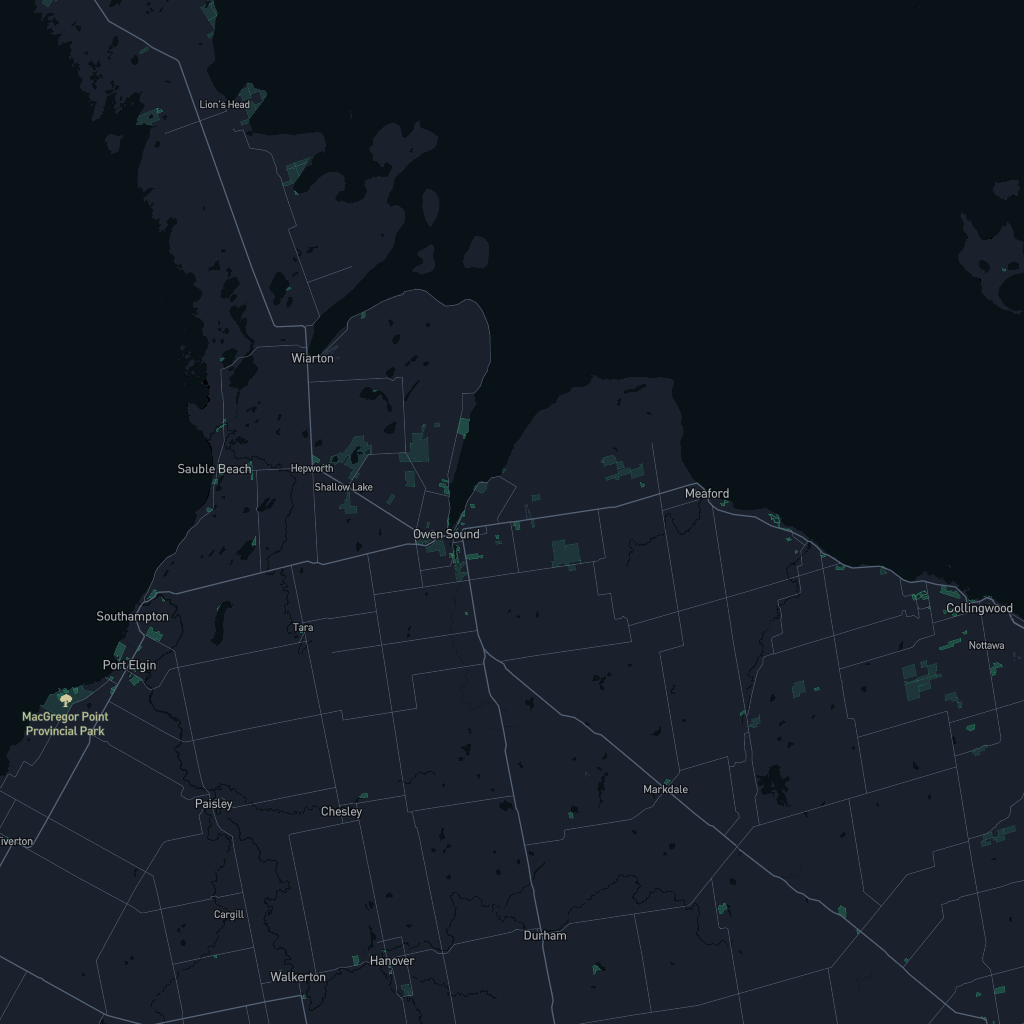 Lion's Head
Wiarton
Sauble Beach
Hepworth
Shallow Lake
Meaford
Owen Sound
Collingwood
Southampton
Tara
Nottawa
Port Elgin
MacGregor Point
Provincial Park
Markdale
Paisley
Chesley
iverton
Cargill
Durham
Hanover
Walkerton